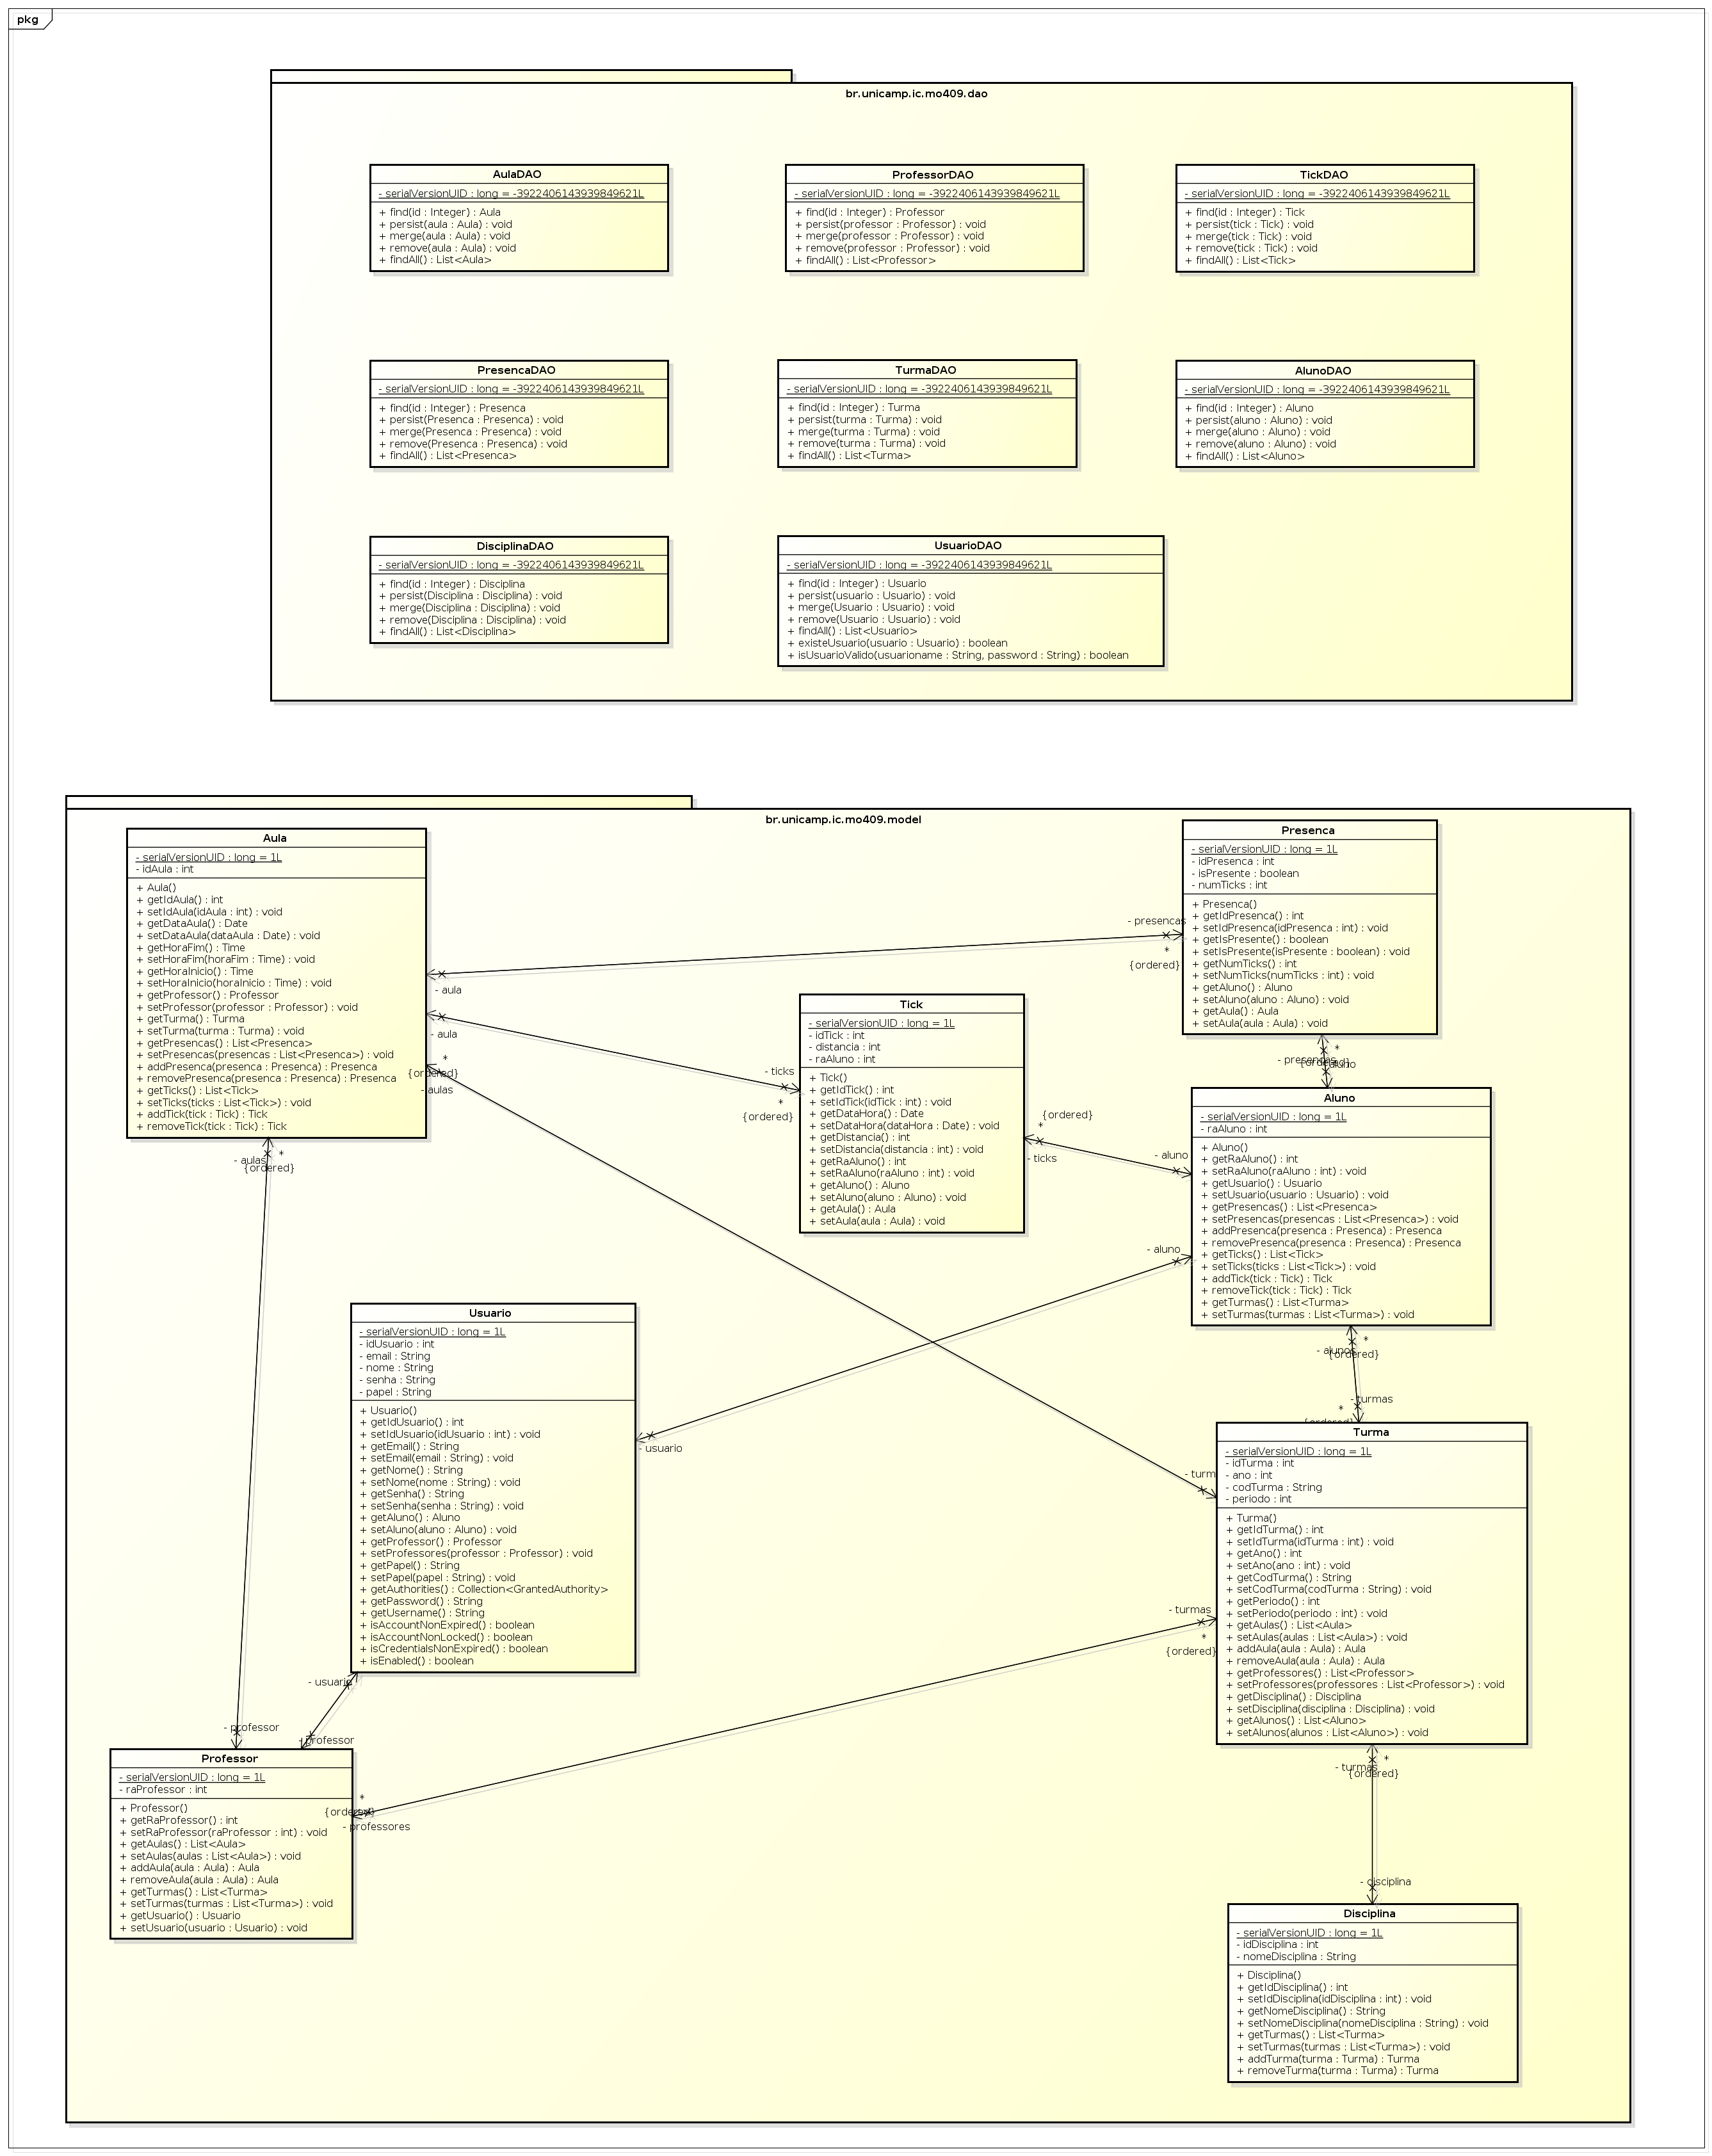 pkg
br.unicamp.ic.mo409.dao
AulaDAO
- serialVersionUID : long = -3922406143939849621L
+ find(id : Integer) : Aula
+ persist(aula : Aula) : void
+ merge(aula : Aula) : void
+ remove(aula : Aula) : void
+ findAll() : List<Aula>
ProfessorDAO
- serialVersionUID : long = -3922406143939849621L
+ find(id : Integer) : Professor
+ persist(professor : Professor) : void
+ merge(professor : Professor) : void
+ remove(professor : Professor) : void
+ findAll() : List<Professor>
TickDAO
- serialVersionUID : long = -3922406143939849621L
+ find(id : Integer) : Tick
+ persist(tick : Tick) : void
+ merge(tick : Tick) : void
+ remove(tick : Tick) : void
+ findAll() : List<Tick>
PresencaDAO
- serialVersionUID : long = -3922406143939849621L
+ find(id : Integer) : Presenca
+ persist(Presenca : Presenca) : void
+ merge(Presenca : Presenca) : void
+ remove(Presenca : Presenca) : void
+ findAll() : List<Presenca>
TurmaDAO
- serialVersionUID : long = -3922406143939849621L
+ find(id : Integer) : Turma
+ persist(turma : Turma) : void
+ merge(turma : Turma) : void
+ remove(turma : Turma) : void
+ findAll() : List<Turma>
AlunoDAO
- serialVersionUID : long = -3922406143939849621L
+ find(id : Integer) : Aluno
+ persist(aluno : Aluno) : void
+ merge(aluno : Aluno) : void
+ remove(aluno : Aluno) : void
+ findAll() : List<Aluno>
DisciplinaDAO
- serialVersionUID : long = -3922406143939849621L
+ find(id : Integer) : Disciplina
+ persist(Disciplina : Disciplina) : void
+ merge(Disciplina : Disciplina) : void
+ remove(Disciplina : Disciplina) : void
+ findAll() : List<Disciplina>
UsuarioDAO
- serialVersionUID : long = -3922406143939849621L
+ find(id : Integer) : Usuario
+ persist(usuario : Usuario) : void
+ merge(Usuario : Usuario) : void
+ remove(Usuario : Usuario) : void
+ findAll() : List<Usuario>
+ existeUsuario(usuario : Usuario) : boolean
+ isUsuarioValido(usuarioname : String, password : String) : boolean
br.unicamp.ic.mo409.model
Aula
- serialVersionUID : long = 1L
- idAula : int
+ Aula()
+ getIdAula() : int
+ setIdAula(idAula : int) : void
+ getDataAula() : Date
+ setDataAula(dataAula : Date) : void
+ getHoraFim() : Time
+ setHoraFim(horaFim : Time) : void
+ getHoraInicio() : Time
+ setHoraInicio(horaInicio : Time) : void
+ getProfessor() : Professor
+ setProfessor(professor : Professor) : void
+ getTurma() : Turma
+ setTurma(turma : Turma) : void
+ getPresencas() : List<Presenca>
+ setPresencas(presencas : List<Presenca>) : void
+ addPresenca(presenca : Presenca) : Presenca
+ removePresenca(presenca : Presenca) : Presenca
+ getTicks() : List<Tick>
+ setTicks(ticks : List<Tick>) : void
+ addTick(tick : Tick) : Tick
+ removeTick(tick : Tick) : Tick
Presenca
- serialVersionUID : long = 1L
- idPresenca : int
- isPresente : boolean
- numTicks : int
+ Presenca()
+ getIdPresenca() : int
+ setIdPresenca(idPresenca : int) : void
+ getIsPresente() : boolean
+ setIsPresente(isPresente : boolean) : void
+ getNumTicks() : int
+ setNumTicks(numTicks : int) : void
+ getAluno() : Aluno
+ setAluno(aluno : Aluno) : void
+ getAula() : Aula
+ setAula(aula : Aula) : void
- presencas
*
{ordered}
- aula
- aula
*
{ordered}
- aulas
- ticks
*
{ordered}
Tick
- serialVersionUID : long = 1L
- idTick : int
- distancia : int
- raAluno : int
+ Tick()
+ getIdTick() : int
+ setIdTick(idTick : int) : void
+ getDataHora() : Date
+ setDataHora(dataHora : Date) : void
+ getDistancia() : int
+ setDistancia(distancia : int) : void
+ getRaAluno() : int
+ setRaAluno(raAluno : int) : void
+ getAluno() : Aluno
+ setAluno(aluno : Aluno) : void
+ getAula() : Aula
+ setAula(aula : Aula) : void
{ordered}
*
- ticks
- aluno
- presencas
*
{ordered}
- aluno
Aluno
- serialVersionUID : long = 1L
- raAluno : int
+ Aluno()
+ getRaAluno() : int
+ setRaAluno(raAluno : int) : void
+ getUsuario() : Usuario
+ setUsuario(usuario : Usuario) : void
+ getPresencas() : List<Presenca>
+ setPresencas(presencas : List<Presenca>) : void
+ addPresenca(presenca : Presenca) : Presenca
+ removePresenca(presenca : Presenca) : Presenca
+ getTicks() : List<Tick>
+ setTicks(ticks : List<Tick>) : void
+ addTick(tick : Tick) : Tick
+ removeTick(tick : Tick) : Tick
+ getTurmas() : List<Turma>
+ setTurmas(turmas : List<Turma>) : void
- aulas
*
{ordered}
- aluno
Usuario
- serialVersionUID : long = 1L
- idUsuario : int
- email : String
- nome : String
- senha : String
- papel : String
+ Usuario()
+ getIdUsuario() : int
+ setIdUsuario(idUsuario : int) : void
+ getEmail() : String
+ setEmail(email : String) : void
+ getNome() : String
+ setNome(nome : String) : void
+ getSenha() : String
+ setSenha(senha : String) : void
+ getAluno() : Aluno
+ setAluno(aluno : Aluno) : void
+ getProfessor() : Professor
+ setProfessores(professor : Professor) : void
+ getPapel() : String
+ setPapel(papel : String) : void
+ getAuthorities() : Collection<GrantedAuthority>
+ getPassword() : String
+ getUsername() : String
+ isAccountNonExpired() : boolean
+ isAccountNonLocked() : boolean
+ isCredentialsNonExpired() : boolean
+ isEnabled() : boolean
- usuario
- alunos
*
{ordered}
- turmas
*
{ordered}
- turm
Turma
- serialVersionUID : long = 1L
- idTurma : int
- ano : int
- codTurma : String
- periodo : int
+ Turma()
+ getIdTurma() : int
+ setIdTurma(idTurma : int) : void
+ getAno() : int
+ setAno(ano : int) : void
+ getCodTurma() : String
+ setCodTurma(codTurma : String) : void
+ getPeriodo() : int
+ setPeriodo(periodo : int) : void
+ getAulas() : List<Aula>
+ setAulas(aulas : List<Aula>) : void
+ addAula(aula : Aula) : Aula
+ removeAula(aula : Aula) : Aula
+ getProfessores() : List<Professor>
+ setProfessores(professores : List<Professor>) : void
+ getDisciplina() : Disciplina
+ setDisciplina(disciplina : Disciplina) : void
+ getAlunos() : List<Aluno>
+ setAlunos(alunos : List<Aluno>) : void
- turmas
*
{ordered}
- usuario
- professor
- professor
Professor
- serialVersionUID : long = 1L
- raProfessor : int
+ Professor()
+ getRaProfessor() : int
+ setRaProfessor(raProfessor : int) : void
+ getAulas() : List<Aula>
+ setAulas(aulas : List<Aula>) : void
+ addAula(aula : Aula) : Aula
+ removeAula(aula : Aula) : Aula
+ getTurmas() : List<Turma>
+ setTurmas(turmas : List<Turma>) : void
+ getUsuario() : Usuario
+ setUsuario(usuario : Usuario) : void
*
{ordered}
- professores
- turmas
*
{ordered}
- disciplina
Disciplina
- serialVersionUID : long = 1L
- idDisciplina : int
- nomeDisciplina : String
+ Disciplina()
+ getIdDisciplina() : int
+ setIdDisciplina(idDisciplina : int) : void
+ getNomeDisciplina() : String
+ setNomeDisciplina(nomeDisciplina : String) : void
+ getTurmas() : List<Turma>
+ setTurmas(turmas : List<Turma>) : void
+ addTurma(turma : Turma) : Turma
+ removeTurma(turma : Turma) : Turma